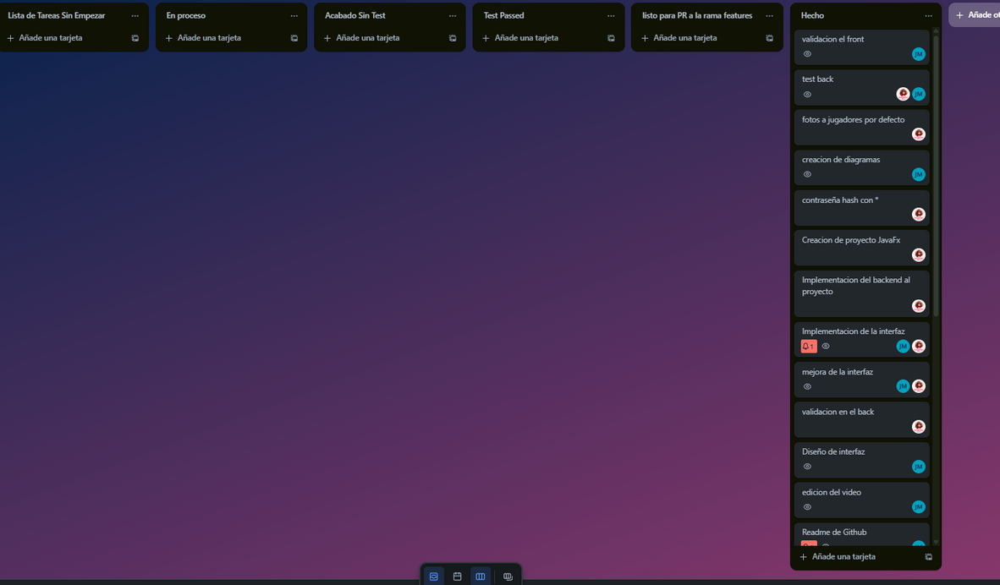 Lista de Tareas Sin Empezar
Añade una tarjeta
En proceso
Añade una tarjeta
Acabado Sin Test
Añade una tarjeta
Test Passed
Añade una tarjeta
listo para PR a la rama features
Añade una tarjeta
Hecho
validacion el front
JM
test back
JM
fotos a jugadores por defecto
creacion de diagramas
JM
contraseña hash con *
Creacion de proyecto JavaFx
Implementacion del backend al
proyecto
Implementacion de la interfaz
1
JM
mejora de la interfaz
JM
validacion en el back
Diseño de interfaz
JM
edicion del video
JM
Readme de Github
Añade una tarjeta
Añade